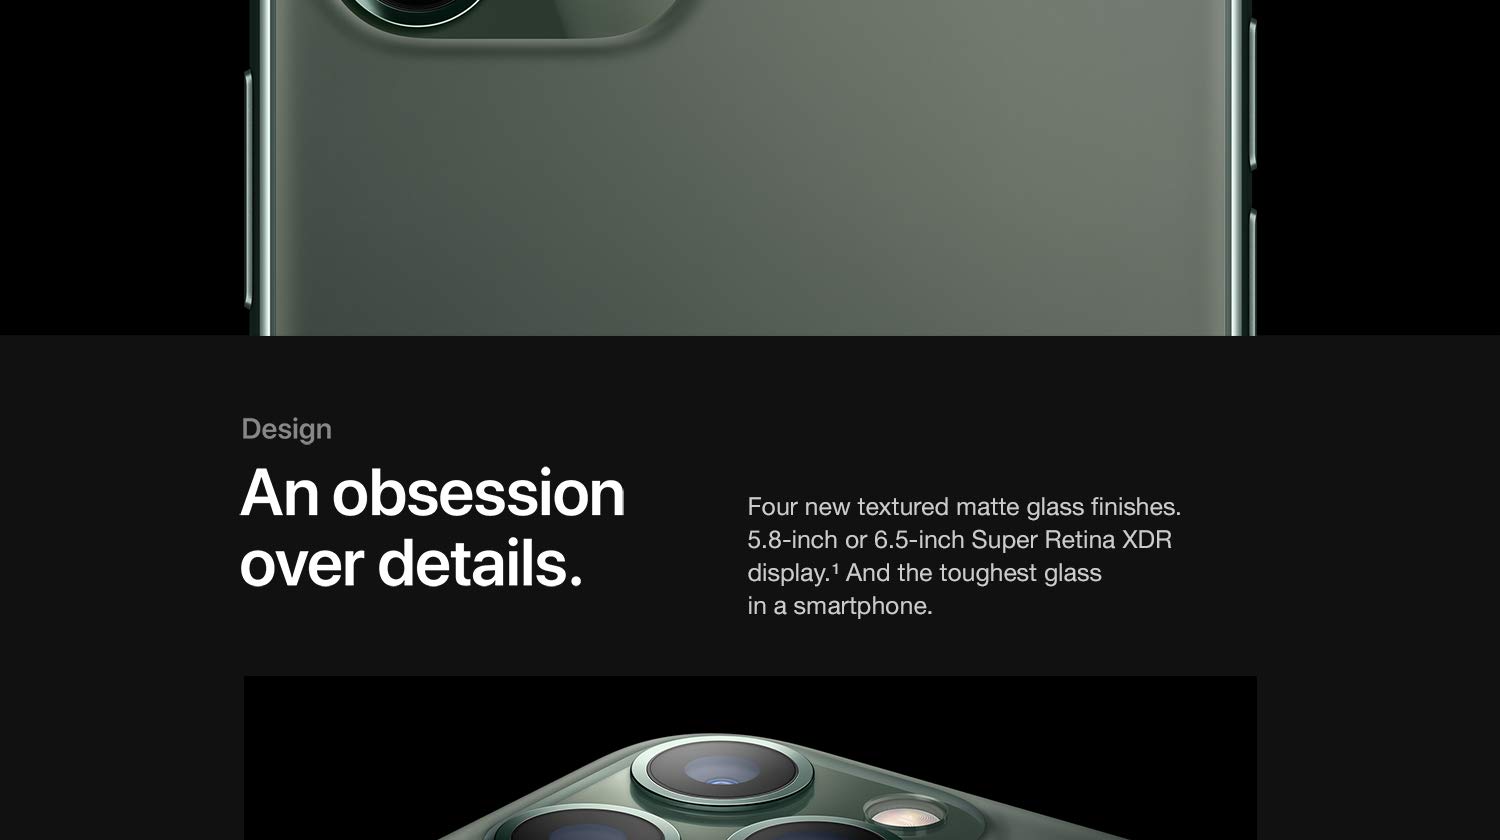 Design
An obsession
over details.
Four new textured matte glass finishes.
5.8-inch or 6.5-inch Super Retina XDR
display.¹ And the toughest glass
in a smartphone.